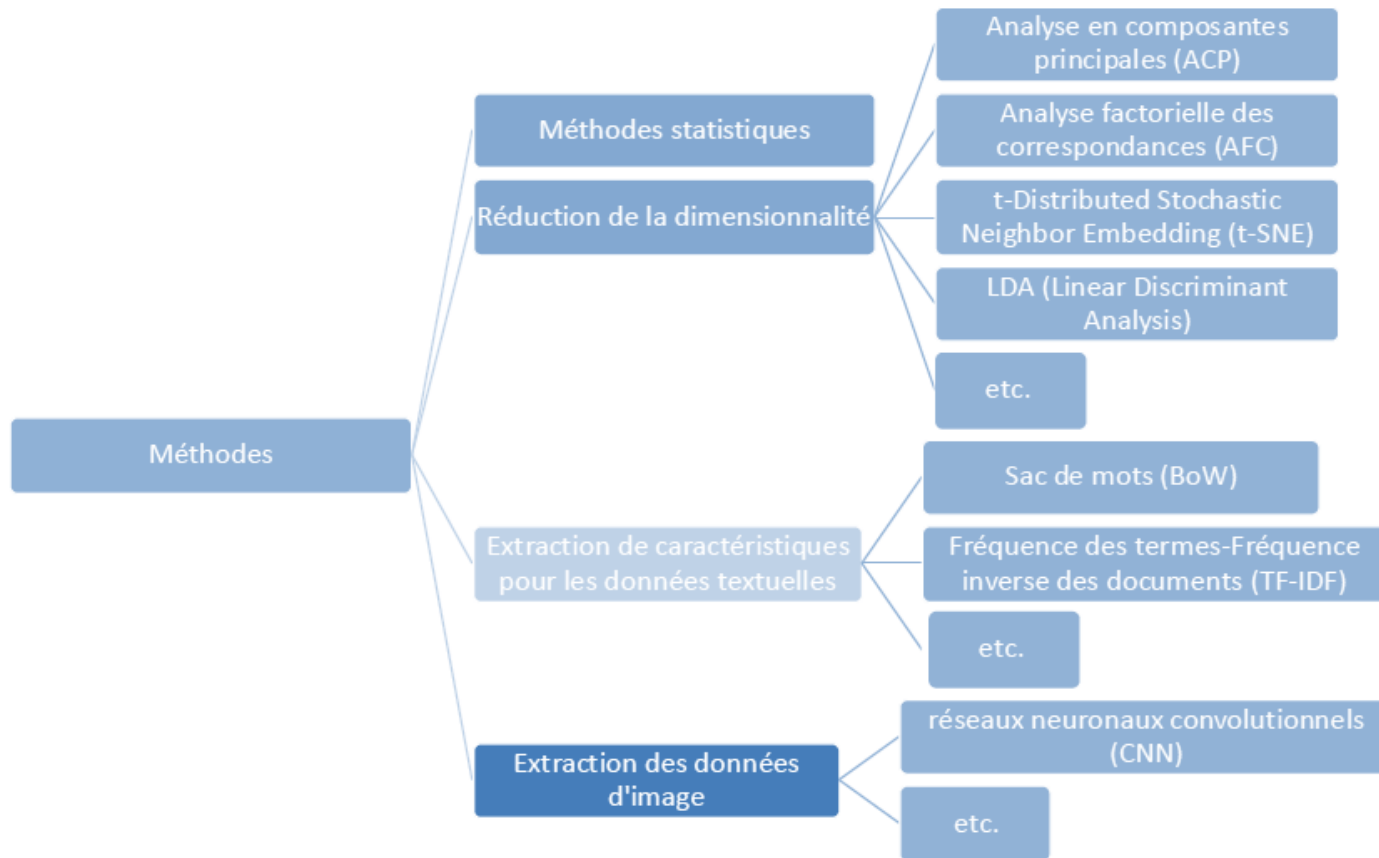 Méthodes
Méthodes statistiques
Réduction de la dimensionnalité
Analyse en composantes
principales (ACP)
Analyse factorielle des
correspondances (AFC)
t-Distributed Stochastic
Neighbor Embedding (t-SNE)
LDA (Linear Discriminant
Analysis)
etc.
Extraction de caractéristiques
pour les données textuelles
Sac de mots (BoW)
Fréquence des termes-Fréquence
inverse des documents (TF-IDF)
etc.
Extraction des données
d'image
réseaux neuronaux convolutionnels
(CNN)
etc.